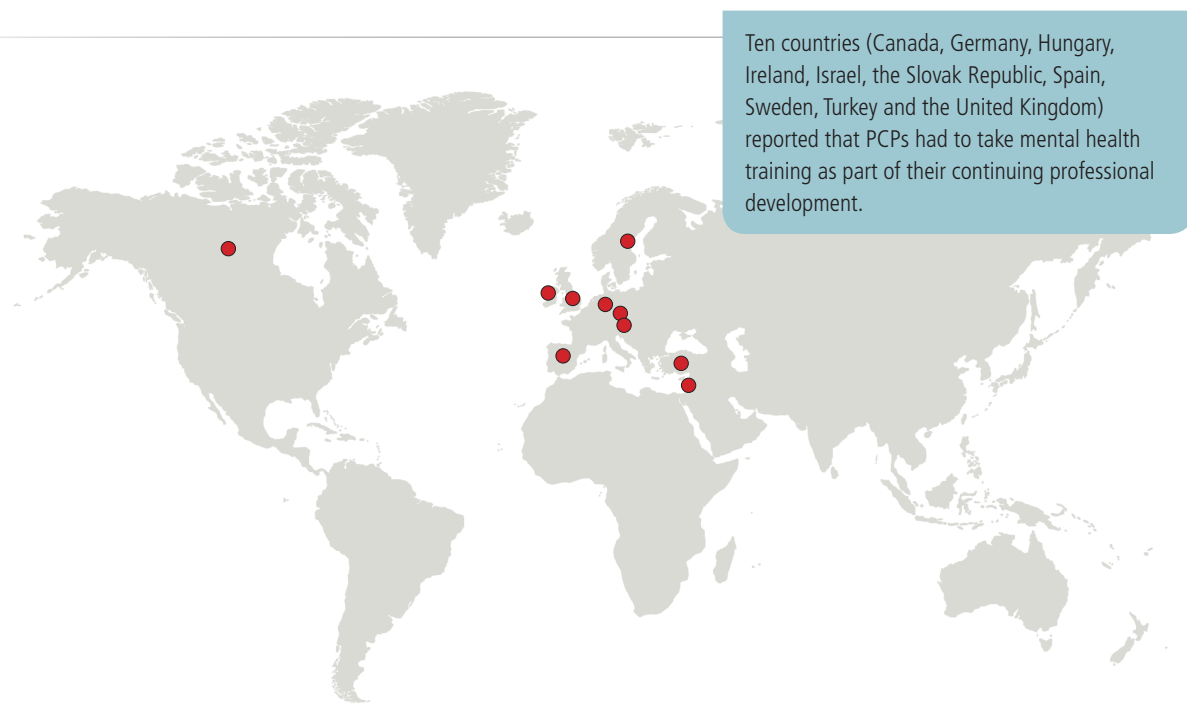 Ten countries (Canada, Germany, Hungary,
Ireland, Israel, the Slovak Republic, Spain,
Sweden, Turkey and the United Kingdom)
reported that PCPs had to take mental health
training as part of their continuing professional
development.